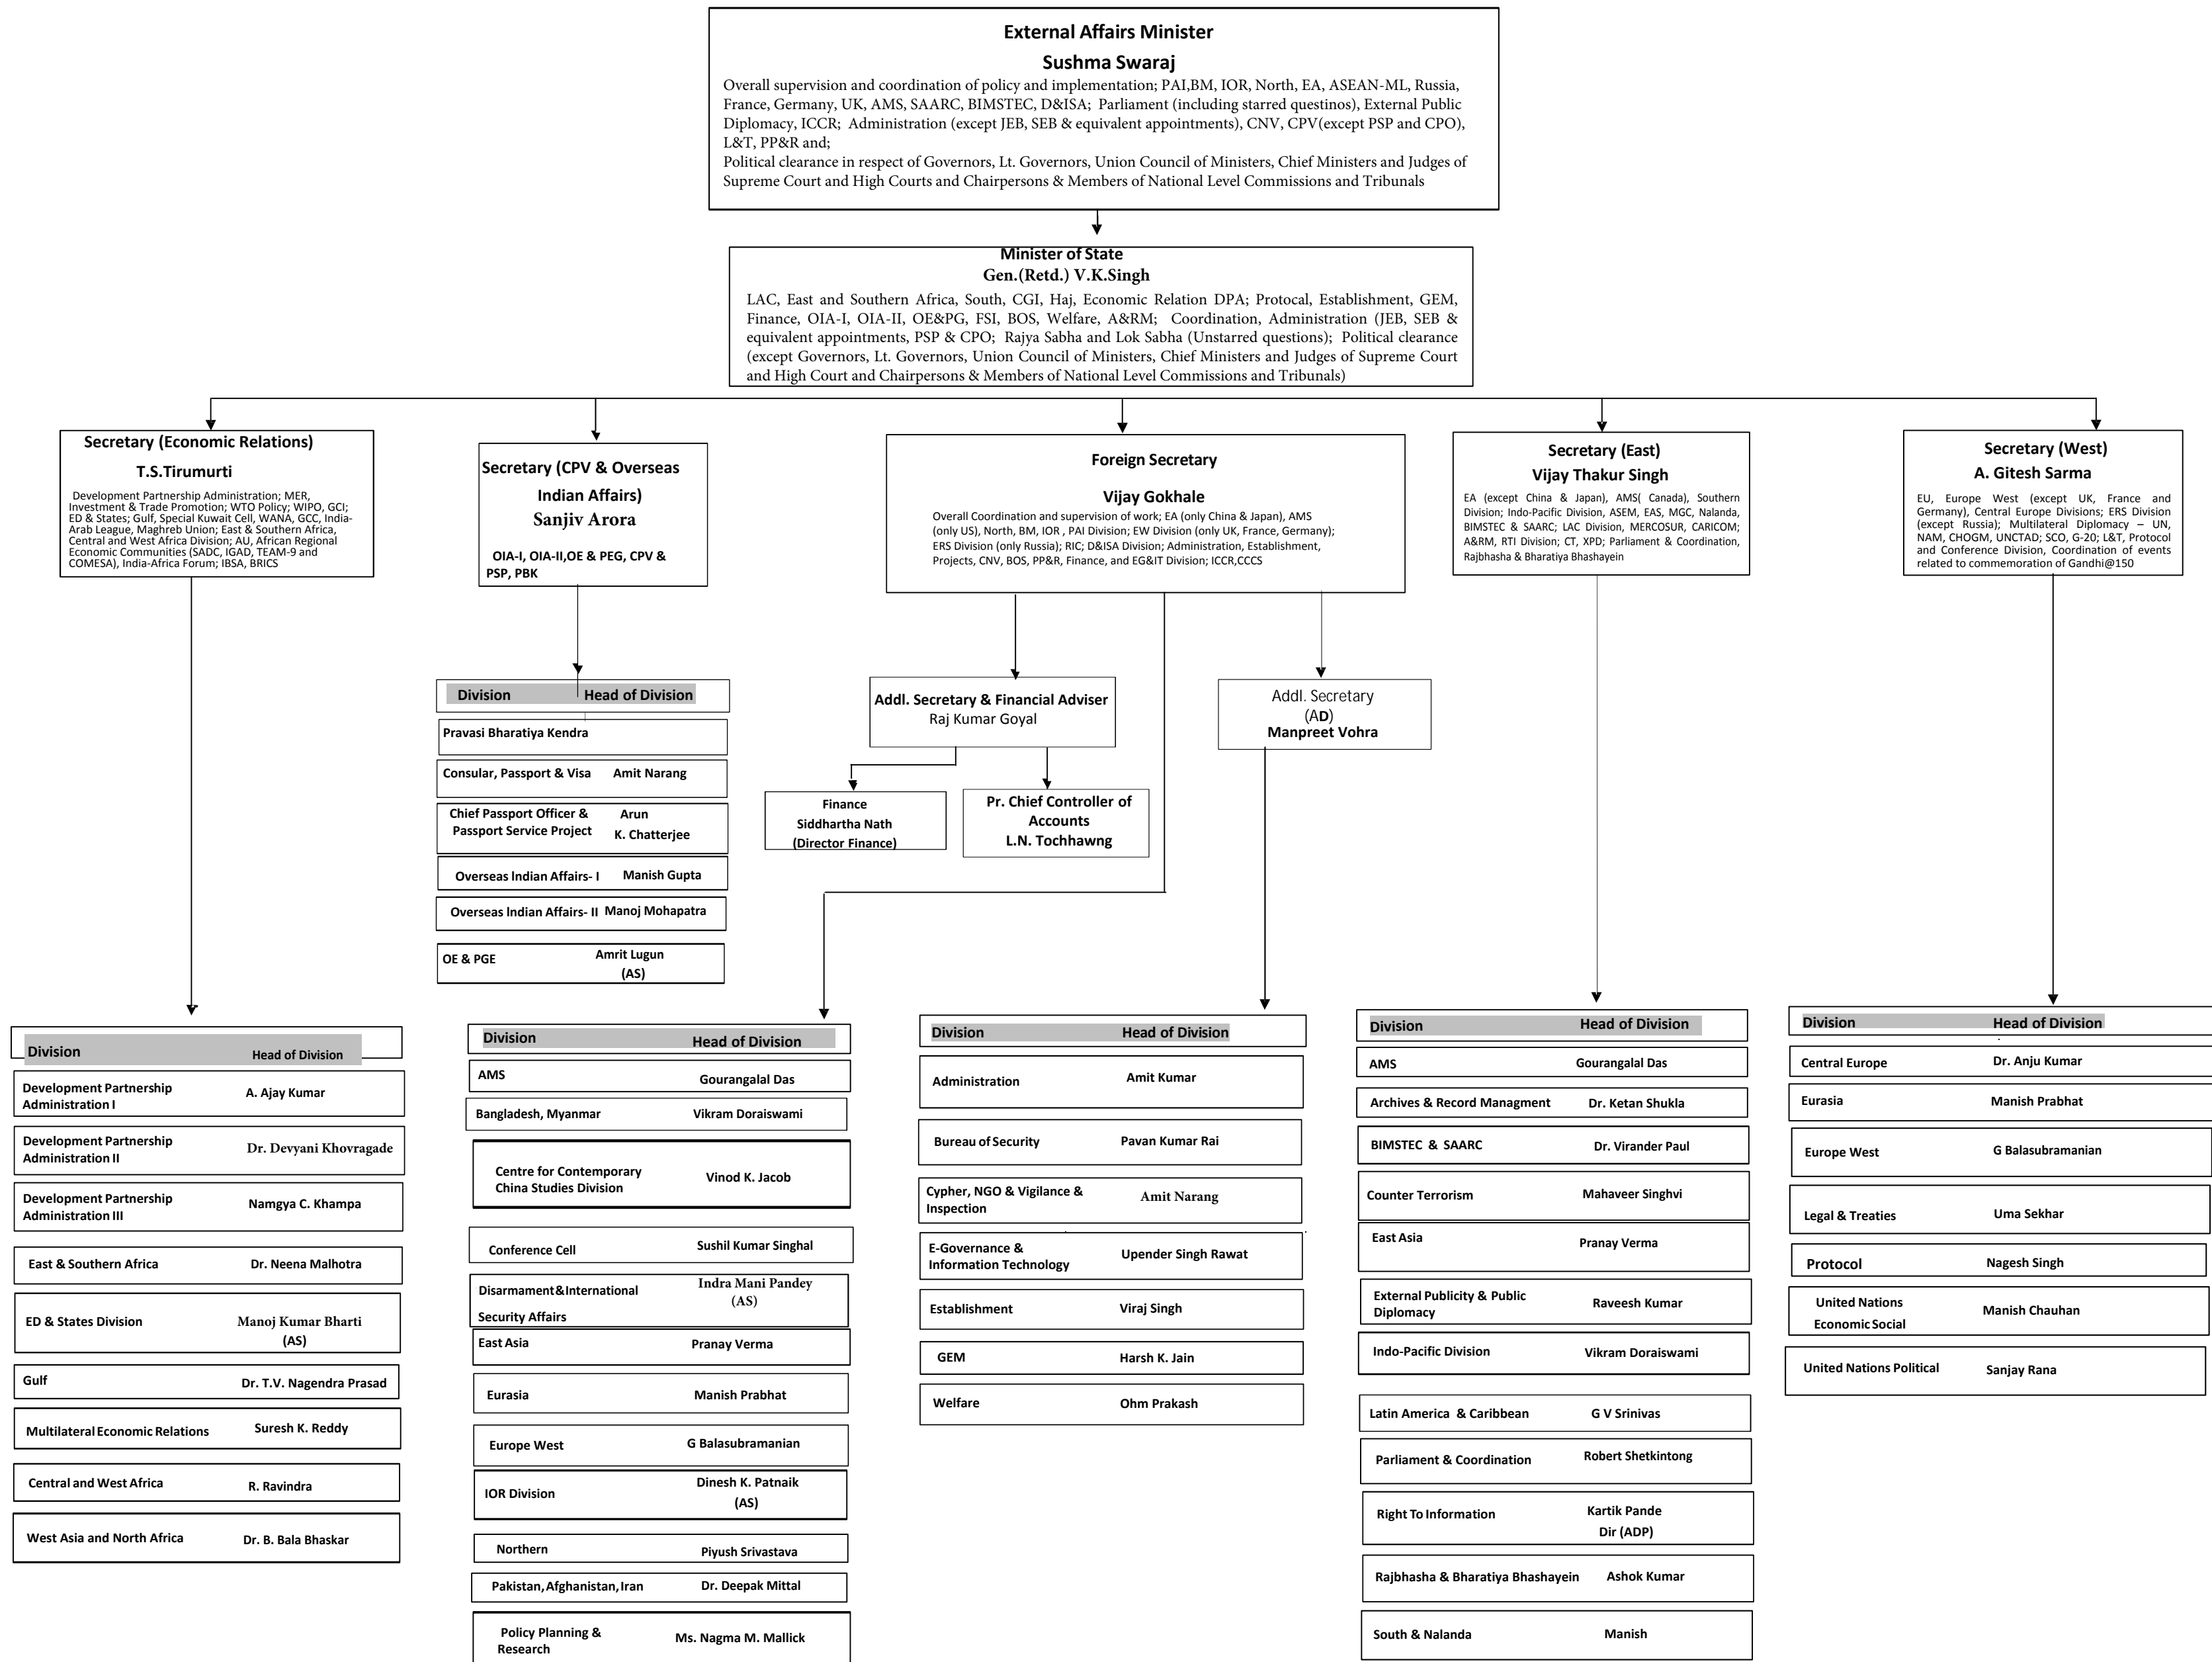 External Affairs Minister
Sushma Swaraj
Overall supervision and coordination of policy and implementation; PAI,BM, IOR, North, EA, ASEAN-ML, Russia,
France, Germany, UK, AMS, SAARC, BIMSTEC, D&ISA; Parliament (including starred questinos), External Public
Diplomacy, ICCR; Administration (except JEB, SEB & equivalent appointments), CNV, CPV(except PSP and CPO),
L&T, PP&R and;
Political clearance in respect of Governors, Lt. Governors, Union Council of Ministers, Chief Ministers and Judges of
Supreme Court and High Courts and Chairpersons & Members of National Level Commissions and Tribunals
Minister of State
Gen.(Retd.) V.K.Singh
LAC, East and Southern Africa, South, CGI, Haj, Economic Relation DPA; Protocal, Establishment, GEM,
Finance, OIA-I, OIA-II, OE&PG, FSI, BOS, Welfare, A&RM; Coordination, Administration (JEB, SEB &
equivalent appointments, PSP & CPO; Rajya Sabha and Lok Sabha (Unstarred questions); Political clearance
(except Governors, Lt. Governors, Union Council of Ministers, Chief Ministers and Judges of Supreme Court
and High Court and Chairpersons & Members of National Level Commissions and Tribunals)
Secretary (Economic Relations)
T.S.Tirumurti
Development Partnership Administration; MER,
Investment & Trade Promotion; WTO Policy; WIPO, GCI;
ED & States; Gulf, Special Kuwait Cell, WANA, GCC, India-
Arab League, Maghreb Union; East & Southern Africa,
Central and West Africa Division; AU, African Regional
Economic Communities (SADC, IGAD, TEAM-9 and
COMESA), India-Africa Forum; IBSA, BRICS
Secretary (CPV & Overseas
Indian Affairs)
Sanjiv Arora
OIA-I, OIA-II,OE & PEG, CPV &
PSP, PBK
Foreign Secretary
Vijay Gokhale
Overall Coordination and supervision of work; EA (only China & Japan), AMS
(only US), North, BM, IOR , PAI Division; EW Division (only UK, France, Germany);
ERS Division (only Russia); RIC; D&ISA Division; Administration, Establishment,
Projects, CNV, BOS, PP&R, Finance, and EG&IT Division; ICCR,CCCS
Secretary (East)
Vijay Thakur Singh
EA (except China & Japan), AMS( Canada), Southern
Division; Indo-Pacific Division, ASEM, EAS, MGC, Nalanda,
BIMSTEC & SAARC; LAC Division, MERCOSUR, CARICOM;
A&RM, RTI Division; CT, XPD; Parliament & Coordination,
Rajbhasha & Bharatiya Bhashayein
Secretary (West)
A. Gitesh Sarma
EU, Europe West (except UK, France and
Germany), Central Europe Divisions; ERS Division
(except Russia); Multilateral Diplomacy – UN,
NAM, CHOGM, UNCTAD; SCO, G-20; L&T, Protocol
and Conference Division, Coordination of events
related to commemoration of Gandhi@150
Division Head of Division
Pravasi Bharatiya Kendra
Consular, Passport & Visa Amit Narang
Chief Passport Officer & Arun
Passport Service Project K. Chatterjee
Overseas Indian Affairs- I Manish Gupta
Overseas Indian Affairs- II Manoj Mohapatra
OE & PGE Amrit Lugun
(AS)
Addl. Secretary & Financial Adviser
Raj Kumar Goyal
Addl. Secretary
(AD)
Manpreet Vohra
Finance
Siddhartha Nath
(Director Finance)
Pr. Chief Controller of
Accounts
L.N. Tochhawng
Division Head of Division
Development Partnership
Administration I A. Ajay Kumar
Development Partnership
Administration II Dr. Devyani Khovragade
Development Partnership
Administration III Namgya C. Khampa
East & Southern Africa Dr. Neena Malhotra
ED & States Division Manoj Kumar Bharti
(AS)
Gulf Dr. T.V. Nagendra Prasad
Multilateral Economic Relations Suresh K. Reddy
Central and West Africa R. Ravindra
West Asia and North Africa Dr. B. Bala Bhaskar
Division Head of Division
AMS Gourangalal Das
Bangladesh, Myanmar Vikram Doraiswami
Centre for Contemporary
China Studies Division Vinod K. Jacob
Conference Cell Sushil Kumar Singhal
Disarmament&International Indra Mani Pandey
(AS)
Security Affairs
East Asia Pranay Verma
Eurasia Manish Prabhat
Europe West G Balasubramanian
IOR Division Dinesh K. Patnaik
(AS)
Northern Piyush Srivastava
Pakistan,Afghanistan,Iran Dr. Deepak Mittal
Policy Planning &
Research Ms. Nagma M. Mallick
Division Head of Division
Administration Amit Kumar
Bureau of Security Pavan Kumar Rai
Cypher, NGO & Vigilance &
Inspection Amit Narang
E-Governance &
Information Technology Upender Singh Rawat
Establishment Viraj Singh
GEM Harsh K. Jain
Welfare Ohm Prakash
Division Head of Division
AMS Gourangalal Das
Archives & Record Managment Dr. Ketan Shukla
BIMSTEC & SAARC Dr. Virander Paul
Counter Terrorism Mahaveer Singhvi
East Asia Pranay Verma
External Publicity & Public
Diplomacy Raveesh Kumar
Indo-Pacific Division Vikram Doraiswami
Latin America & Caribbean G V Srinivas
Parliament & Coordination Robert Shetkintong
Right To Information Kartik Pande
Dir (ADP)
Rajbhasha & Bharatiya Bhashayein Ashok Kumar
South & Nalanda Manish
Division Head of Division
Central Europe Dr. Anju Kumar
Eurasia Manish Prabhat
Europe West G Balasubramanian
Legal & Treaties Uma Sekhar
Protocol Nagesh Singh
United Nations
Economic Social Manish Chauhan
United Nations Political Sanjay Rana